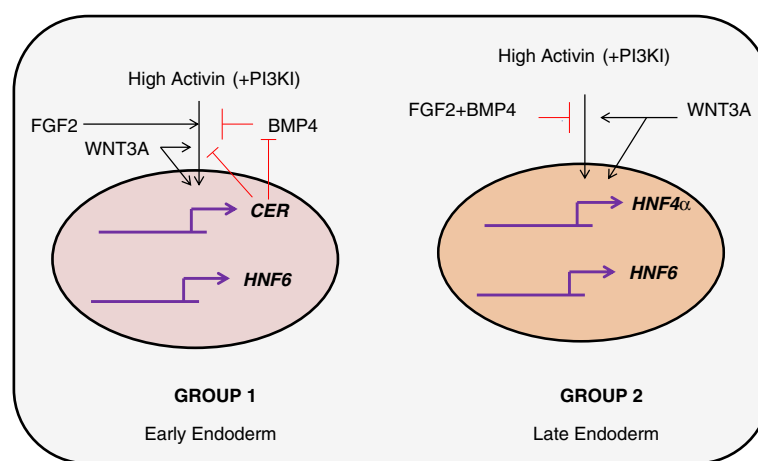 High Activin (+PI3KI)
FGF2
BMP4
WNT3A
CER
HNF6
GROUP 1
Early Endoderm
High Activin (+PI3KI)
FGF2+BMP4
WNT3A
HNF4α
HNF6
GROUP 2
Late Endoderm